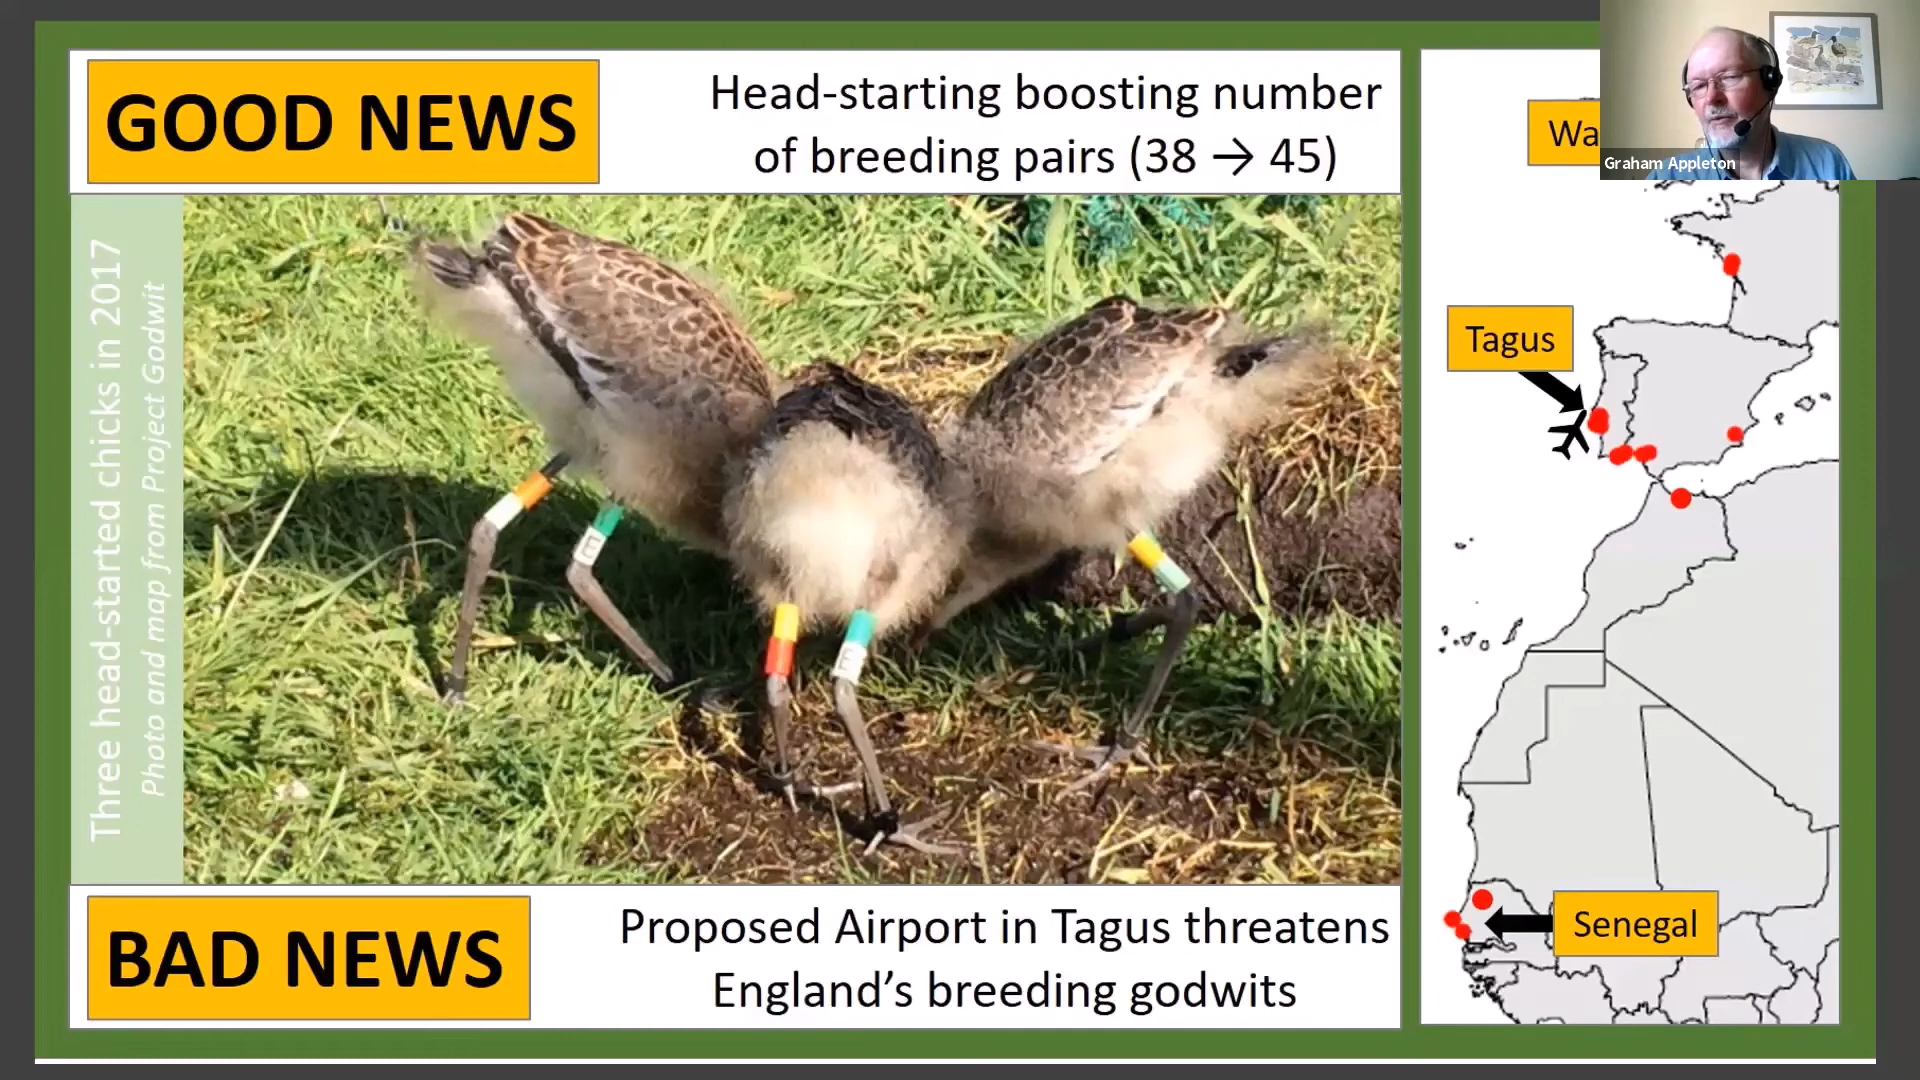 GOOD NEWS
Head-starting boosting number
of breeding pairs (38 → 45)
Three head-started chicks in 2017
Photo and map from Project Godwit
E
E
BAD NEWS
Proposed Airport in Tagus threatens
England’s breeding godwits
Graham Appleton
Tagus
Senegal